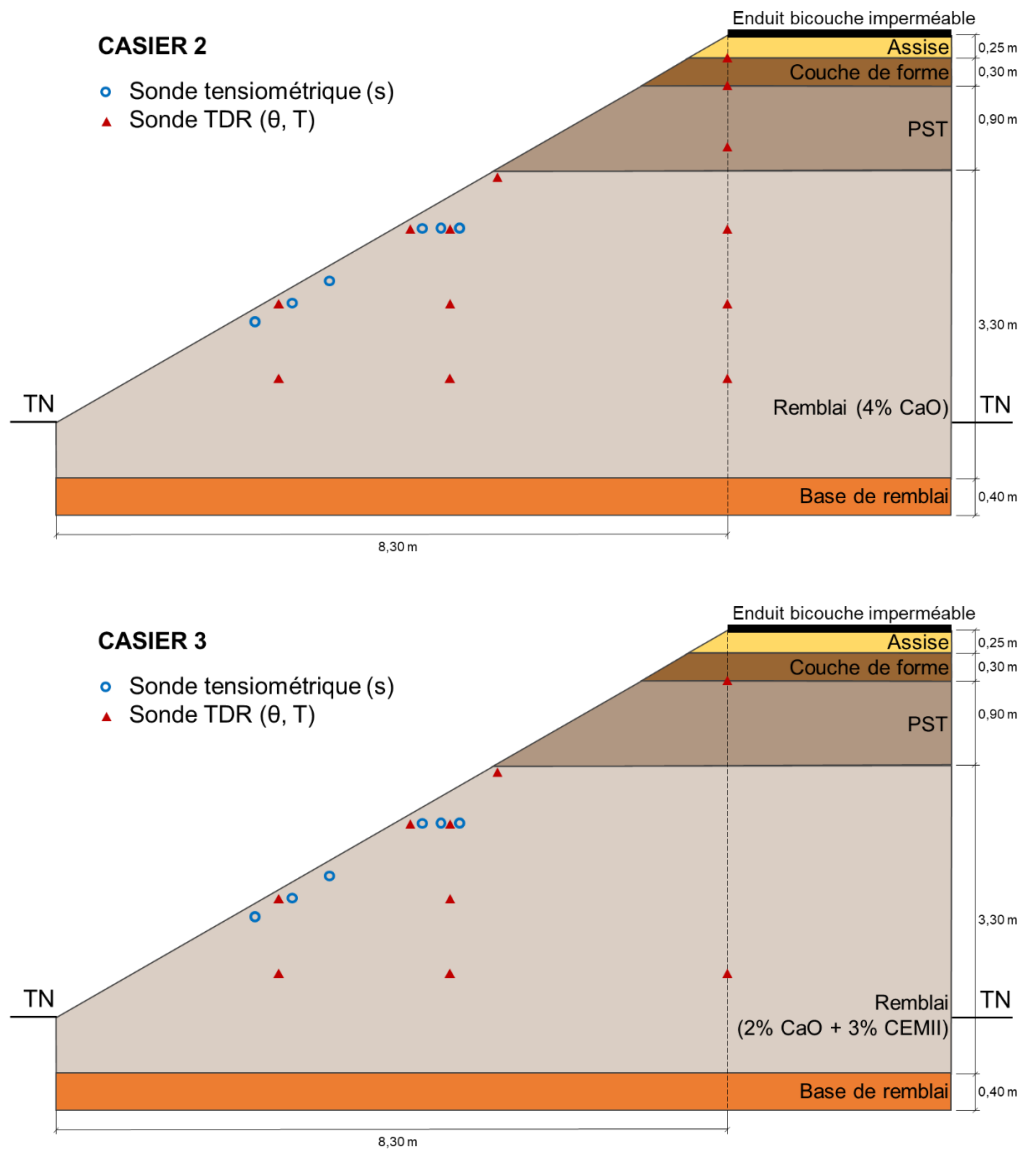 Enduit bicouche imperméable
CASIER 2
Assise
0,25 m
Couche de forme
0,30 m
Sonde tensiométrique (s)
Sonde TDR (θ, T)
PST
0,90 m
3,30 m
TN
Remblai (4% CaO)
TN
Base de remblai
0,40 m
8,30 m
Enduit bicouche imperméable
CASIER 3
Assise
0,25 m
Couche de forme
0,30 m
Sonde tensiométrique (s)
Sonde TDR (θ, T)
PST
0,90 m
3,30 m
TN
Remblai
TN
(2% CaO + 3% CEMII)
Base de remblai
0,40 m
8,30 m